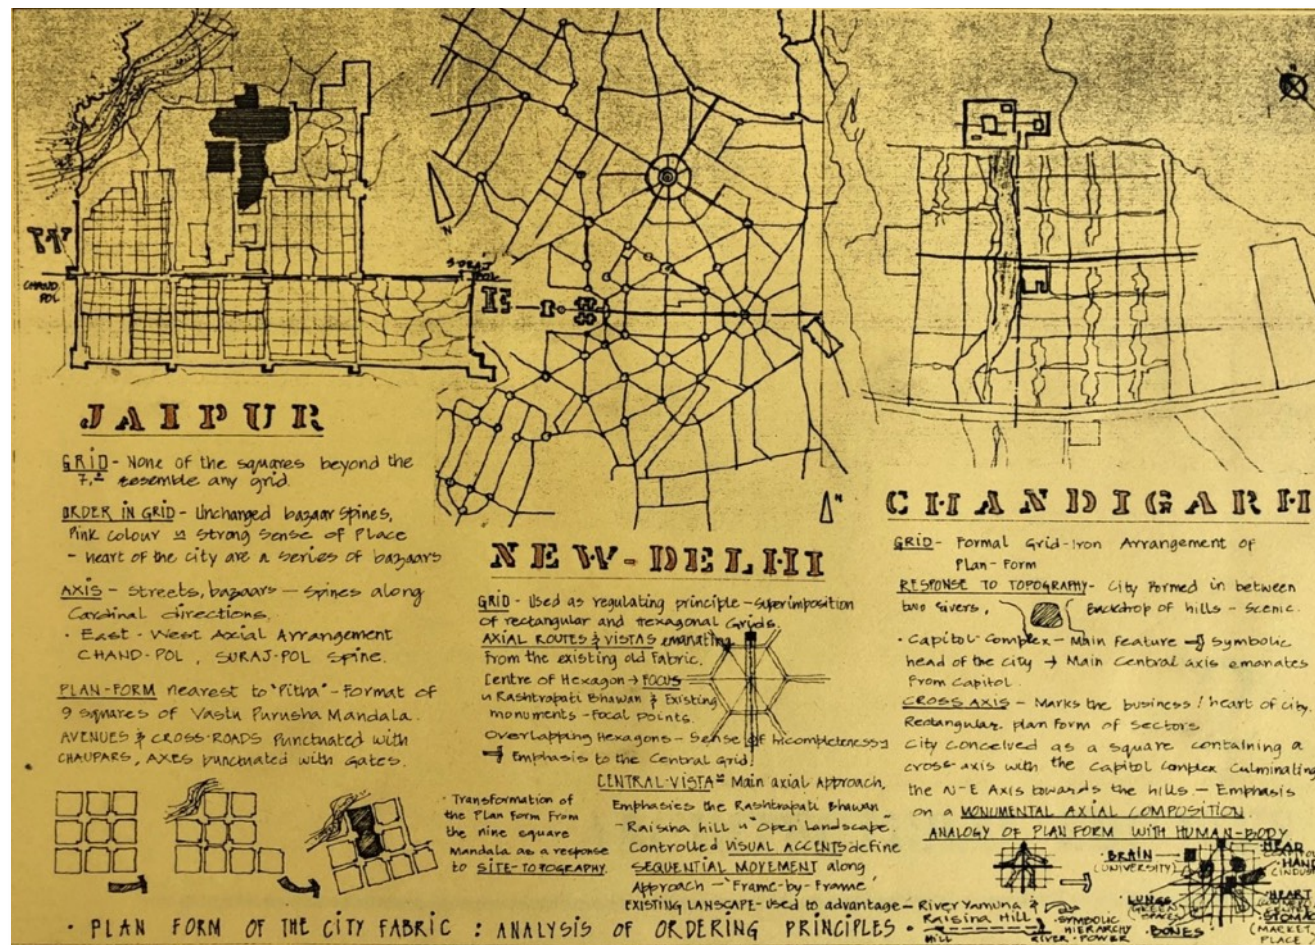 CHAND
POL
SURAJ
POL
N
N
N
JAIPUR
GRID - None of the squares beyond the
7, resemble any grid.
ORDER IN GRID - Unchanged bazaar spines,
Pink colour Strong Sense of Place
- heart of the city are a series of bazaars
AXIS - Streets, bazaars - Spines along
Cardinal directions.
· East - West Axial Arrangement
CHAND-POL, SURAJ-POL Spine.
PLAN-FORM nearest to "Pitha" - Format of
9 squares of Vastu Purusha Mandala.
AVENUES & CROSS-ROADS Punctuated with
CHAUPARS, AXES punctuated with Gates.
· Transformation of
the Plan Form From
the nine square
Mandala as a response
to SITE-TOPOGRAPHY.
NEW-DELHI
GRID - Used as regulating principle - superimposition
of rectangular and Hexagonal Grids.
AXIAL ROUTES & VISTAS emanating
From the existing old Fabric.
Centre of Hexagon → FOCUS
Rashtrapati Bhawan & Existing
monuments - Focal points.
Overlapping Hexagons - Sense of Incompleteness
Emphasis to the Central Grid.
CENTRAL-VISTA = Main axial Approach,
Emphasies the Rashtrapati Bhawan
- Raisina hill "Open Landscape".
Controlled VISUAL ACCENTS define
SEQUENTIAL MOVEMENT along
Approach - 'Frame-by-Frame'
EXISTING LANSCAPE - Used to advantage - River Yamuna &
Raisina Hill
HILL
RIVER
· SYMBOLIC
HIERARCHY
· POWER
CHANDIGARH
GRID - Formal Grid-Iron Arrangement of
Plan-Form
RESPONSE TO TOPOGRAPHY - City Formed in between
two rivers, Backdrop of hills - Scenic.
· Capitol-Complex - Main Feature → Symbolic
head of the city → Main Central axis emanates
From Capitol.
CROSS AXIS - Marks the business / heart of city.
Rectangular plan form of Sectors
City conceived as a square containing a
cross-axis with the Capitol Complex Culminating
the N-E Axis towards the hills - Emphasis
on a MONUMENTAL AXIAL COMPOSITION.
ANALOGY OF PLAN FORM WITH HUMAN-BODY
· BRAIN
(UNIVERSITY)
· LUNGS
(GREEN
SPACES)
· BONES
HEAD
· HAND
HEART
STOMAC
(MARKET
PLACE
· PLAN FORM OF THE CITY FABRIC : ANALYSIS OF ORDERING PRINCIPLES ·